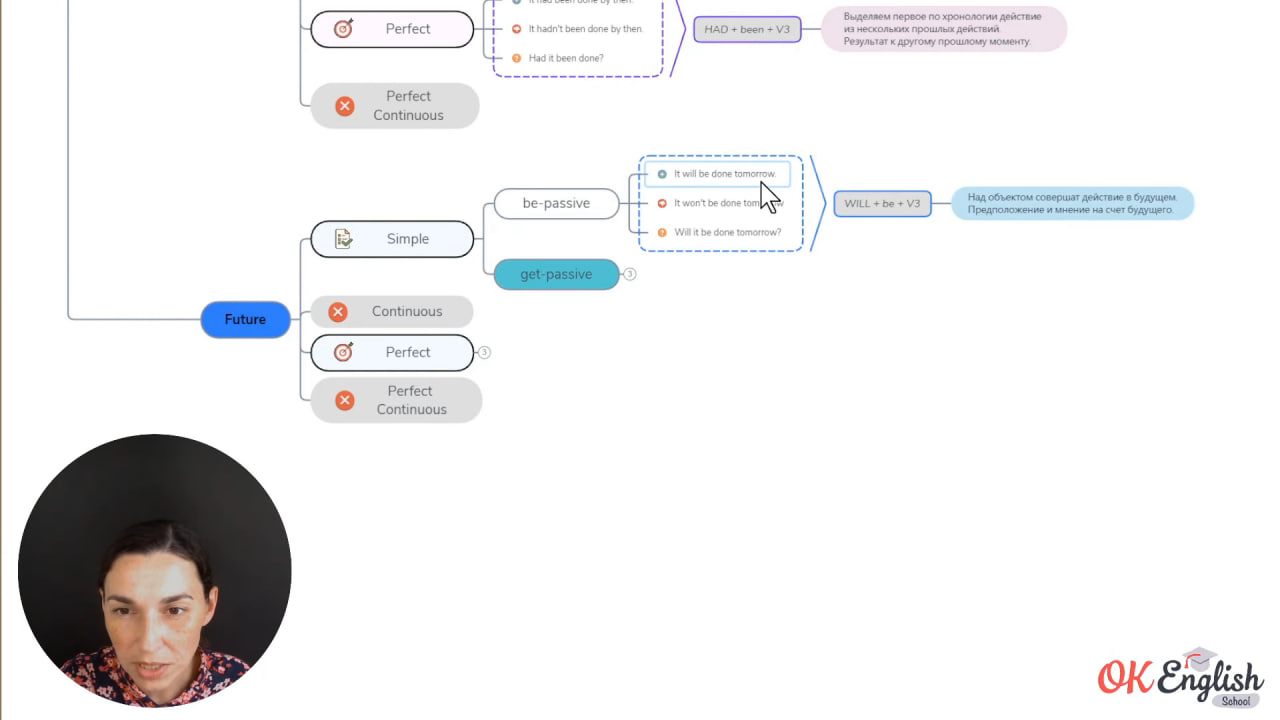 It had been done by then.
Perfect
It hadn't been done by then.
Had it been done?
HAD + been + V3
Выделяем первое по хронологии действие
из нескольких прошлых действий.
Результат к другому прошлому моменту.
Perfect
Continuous
be-passive
It will be done tomorrow.
It won't be done tomorrow
Will it be done tomorrow?
WILL + be + V3
Над объектом совершат действие в будущем.
Предположение и мнение на счет будущего.
Simple
get-passive
3
Future
Continuous
Perfect
3
Perfect
Continuous
OK English
School